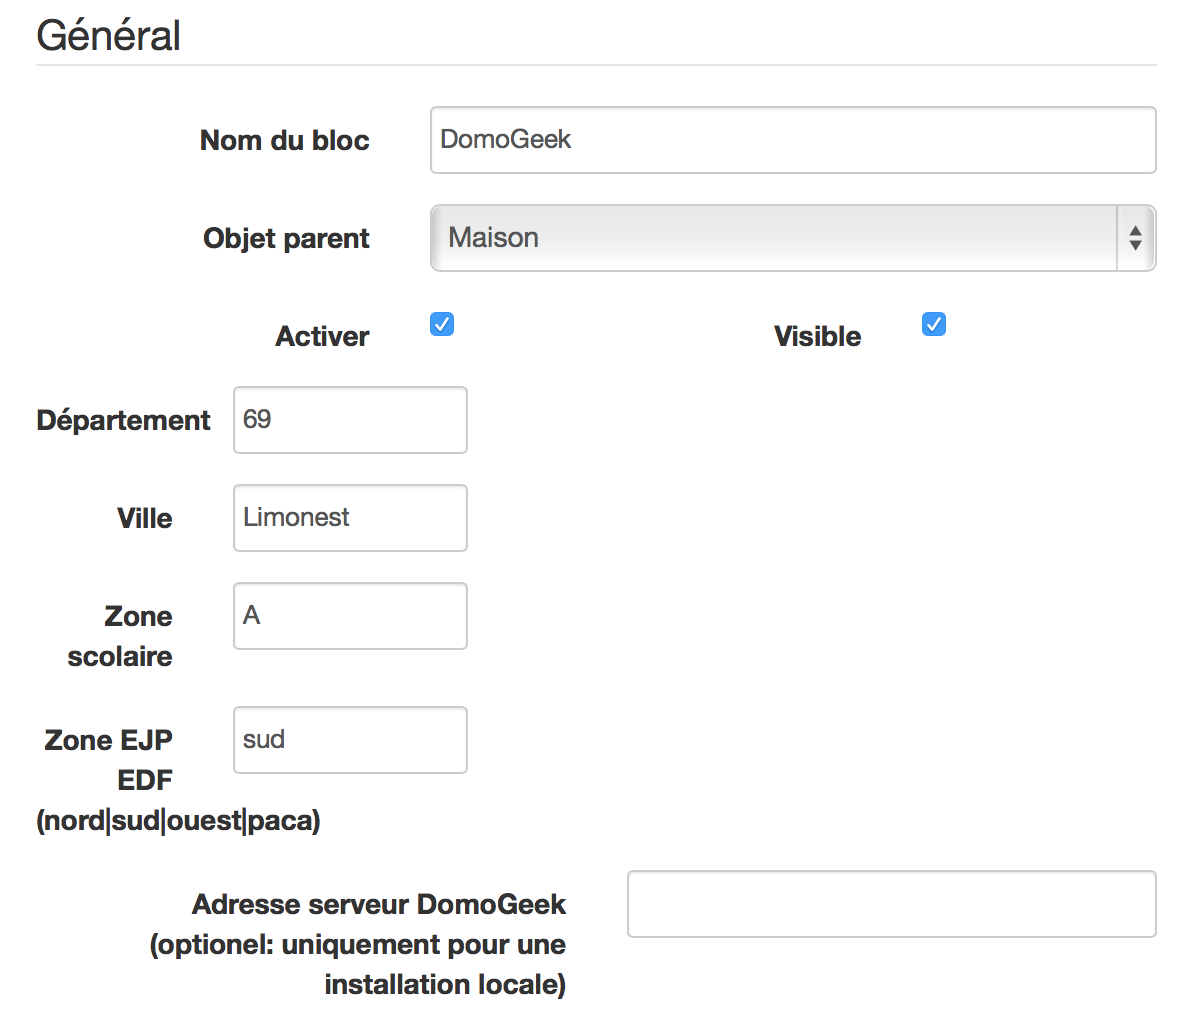 Général
Nom du bloc
DomoGeek
Objet parent
Maison
Activer
Visible
Département
69
Ville
Limonest
Zone
scolaire
A
Zone EJP
EDF
(nord|sud|ouest|paca)
sud
Adresse serveur DomoGeek
(optionel: uniquement pour une
installation locale)